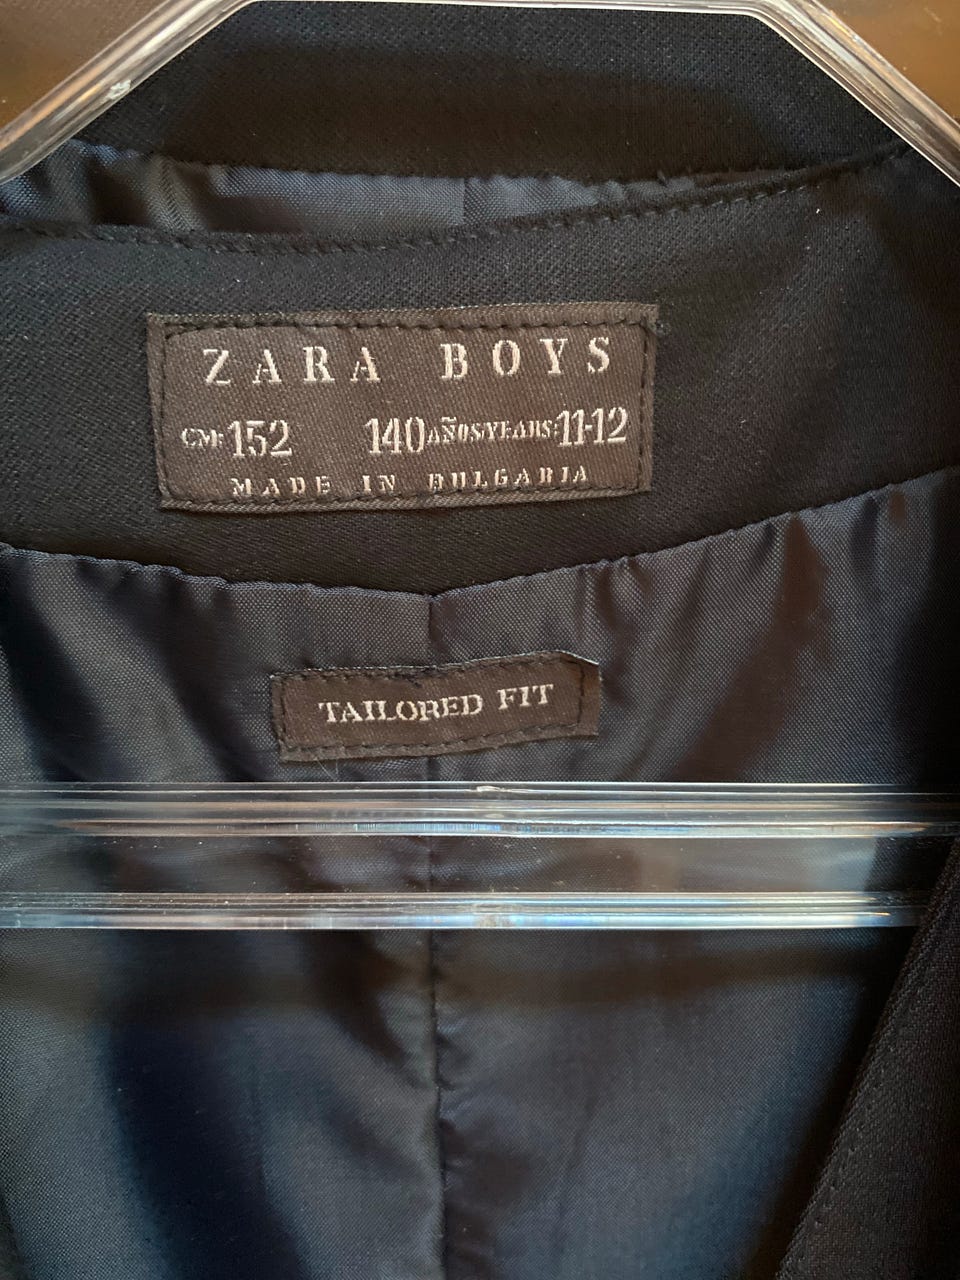 ZARA BOYS
CM: 152 140 AÑOS/YEARS: 11-12
MADE IN BULGARIA
TAILORED FIT